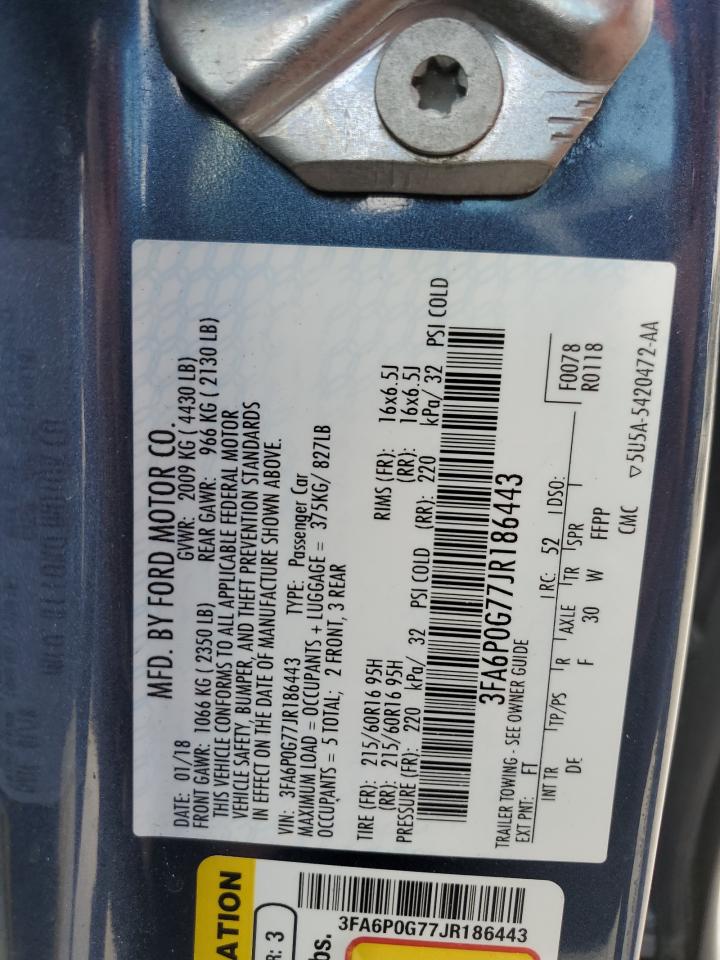 MFD. BY FORD MOTOR CO.
DATE: 01/18 GVWR: 2009 KG ( 4430 LB)
FRONT GAWR: 1066 KG ( 2350 LB) REAR GAWR: 966 KG ( 2130 LB)
THIS VEHICLE CONFORMS TO ALL APPLICABLE FEDERAL MOTOR
VEHICLE SAFETY, BUMPER, AND THEFT PREVENTION STANDARDS
IN EFFECT ON THE DATE OF MANUFACTURE SHOWN ABOVE.
VIN: 3FA6P0G77JR186443 TYPE: Passenger Car
MAXIMUM LOAD = OCCUPANTS + LUGGAGE = 375KG/ 827LB
OCCUPANTS = 5 TOTAL; 2 FRONT, 3 REAR
TIRE (FR): 215/60R16 95H RIMS (FR): 16x6.5J
(RR): 215/60R16 95H (RR): 16x6.5J
PRESSURE (FR): 220 kPa/ 32 PSI COLD (RR): 220 kPa/ 32 PSI COLD
3FA6P0G77JR186443
TRAILER TOWING - SEE OWNER GUIDE
EXT PNT: FT RC: 52 DSO: F0078
R0118
INT TR TP/PS R AXLE TR SPR
DE F 30 W FFPP
CMC ▽5U5A-5420472-AA
ATION
R: 3
bs.
3FA6P0G77JR186443